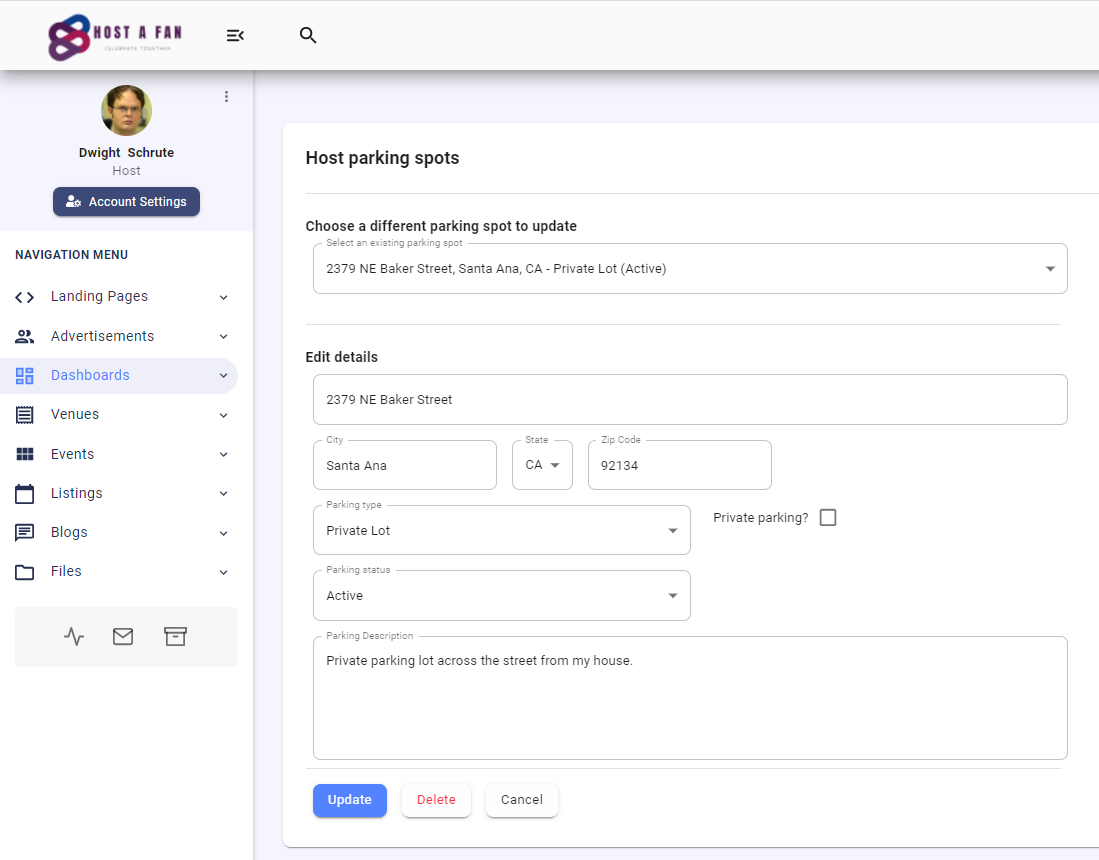 HOST A FAN
CELEBRATE TOGETHER
Dwight Schrute
Host
Account Settings
NAVIGATION MENU
Landing Pages
Advertisements
Dashboards
Venues
Events
Listings
Blogs
Files
Host parking spots
Choose a different parking spot to update
Select an existing parking spot
2379 NE Baker Street, Santa Ana, CA - Private Lot (Active)
Edit details
2379 NE Baker Street
City State Zip Code
Santa Ana CA 92134
Parking type
Private Lot Private parking?
Parking status
Active
Parking Description
Private parking lot across the street from my house.
Update Delete Cancel